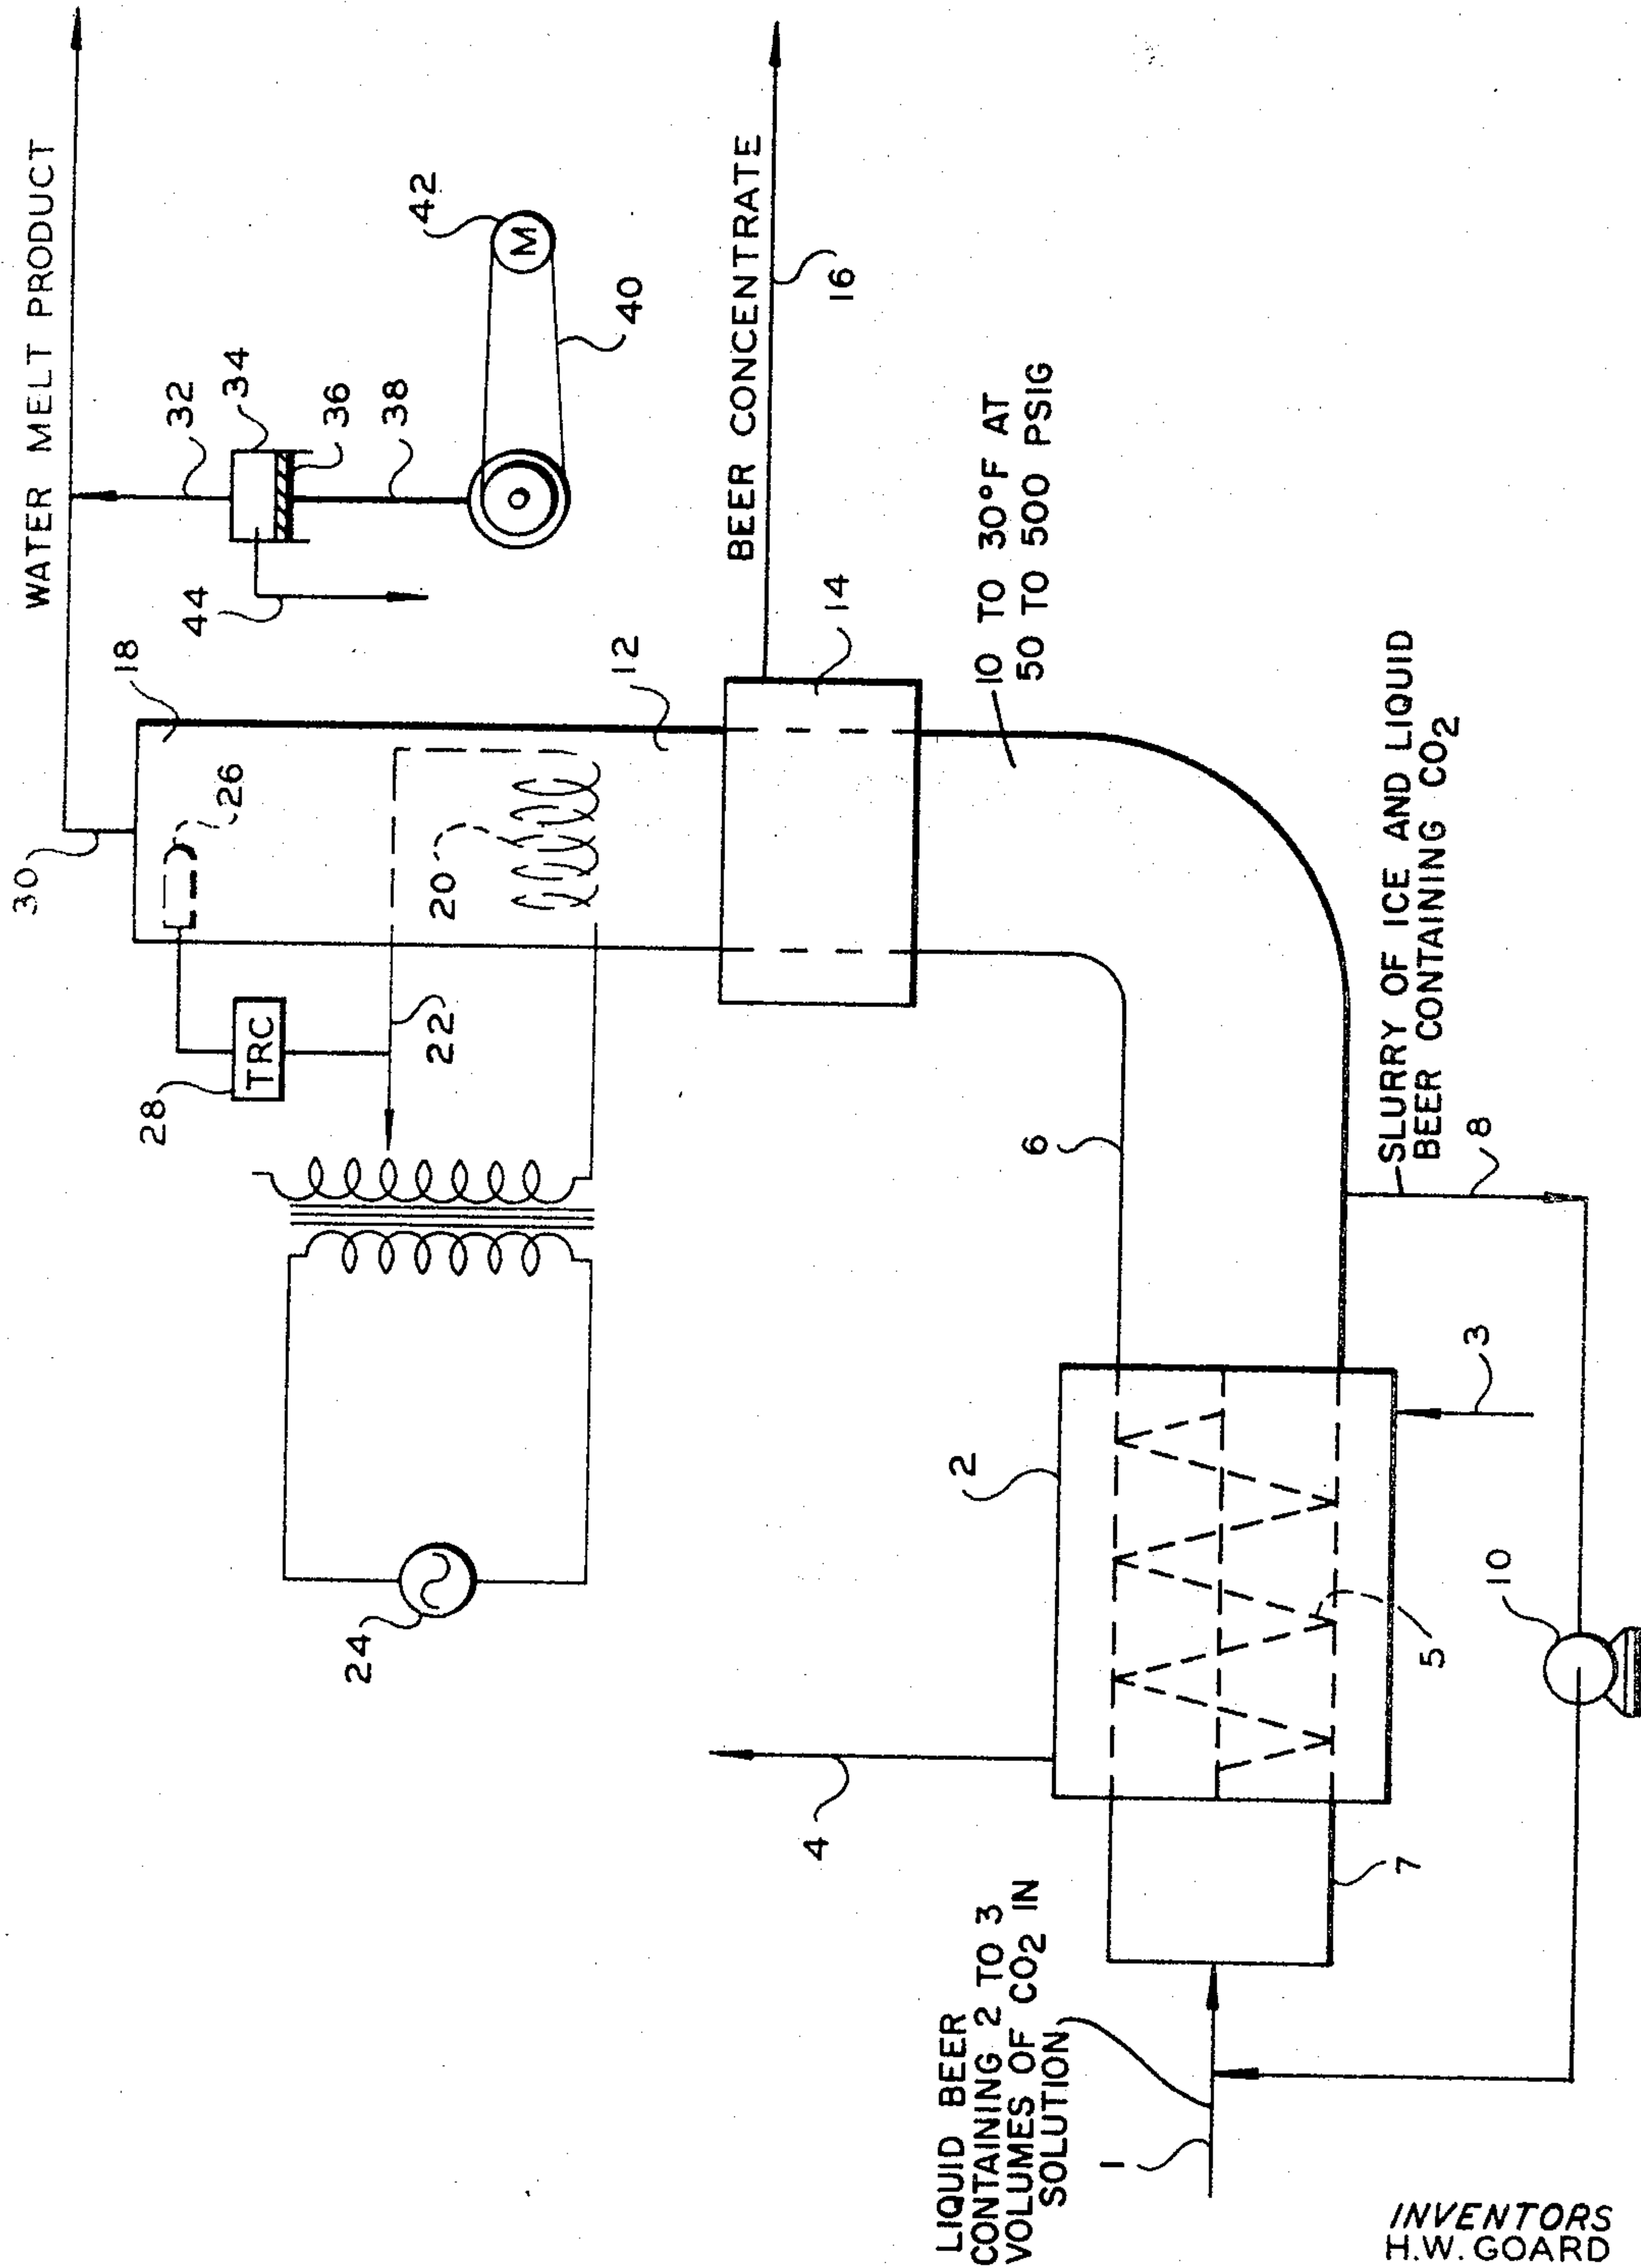 WATER MELT PRODUCT
30
18
26
32
34
36
38
44
42
M
40
28
TRC
22
20
12
24
BEER CONCENTRATE
16
14
10 TO 30°F AT
50 TO 500 PSIG
6
2
4
SLURRY OF ICE AND LIQUID
BEER CONTAINING CO2
8
3
5
7
10
LIQUID BEER
CONTAINING 2 TO 3
VOLUMES OF CO2 IN
SOLUTION
1
INVENTORS
H.W. GOARD